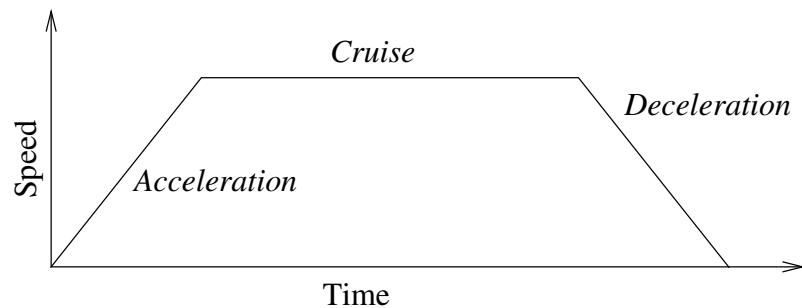 Cruise
Deceleration
Speed
Acceleration
Time